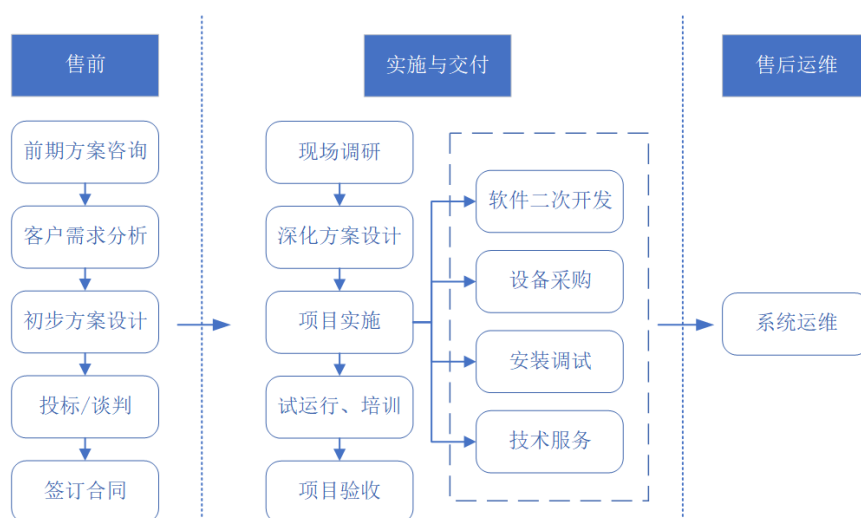 售前
实施与交付
售后运维
前期方案咨询
客户需求分析
初步方案设计
投标/谈判
签订合同
现场调研
深化方案设计
项目实施
试运行、培训
项目验收
软件二次开发
设备采购
安装调试
技术服务
系统运维